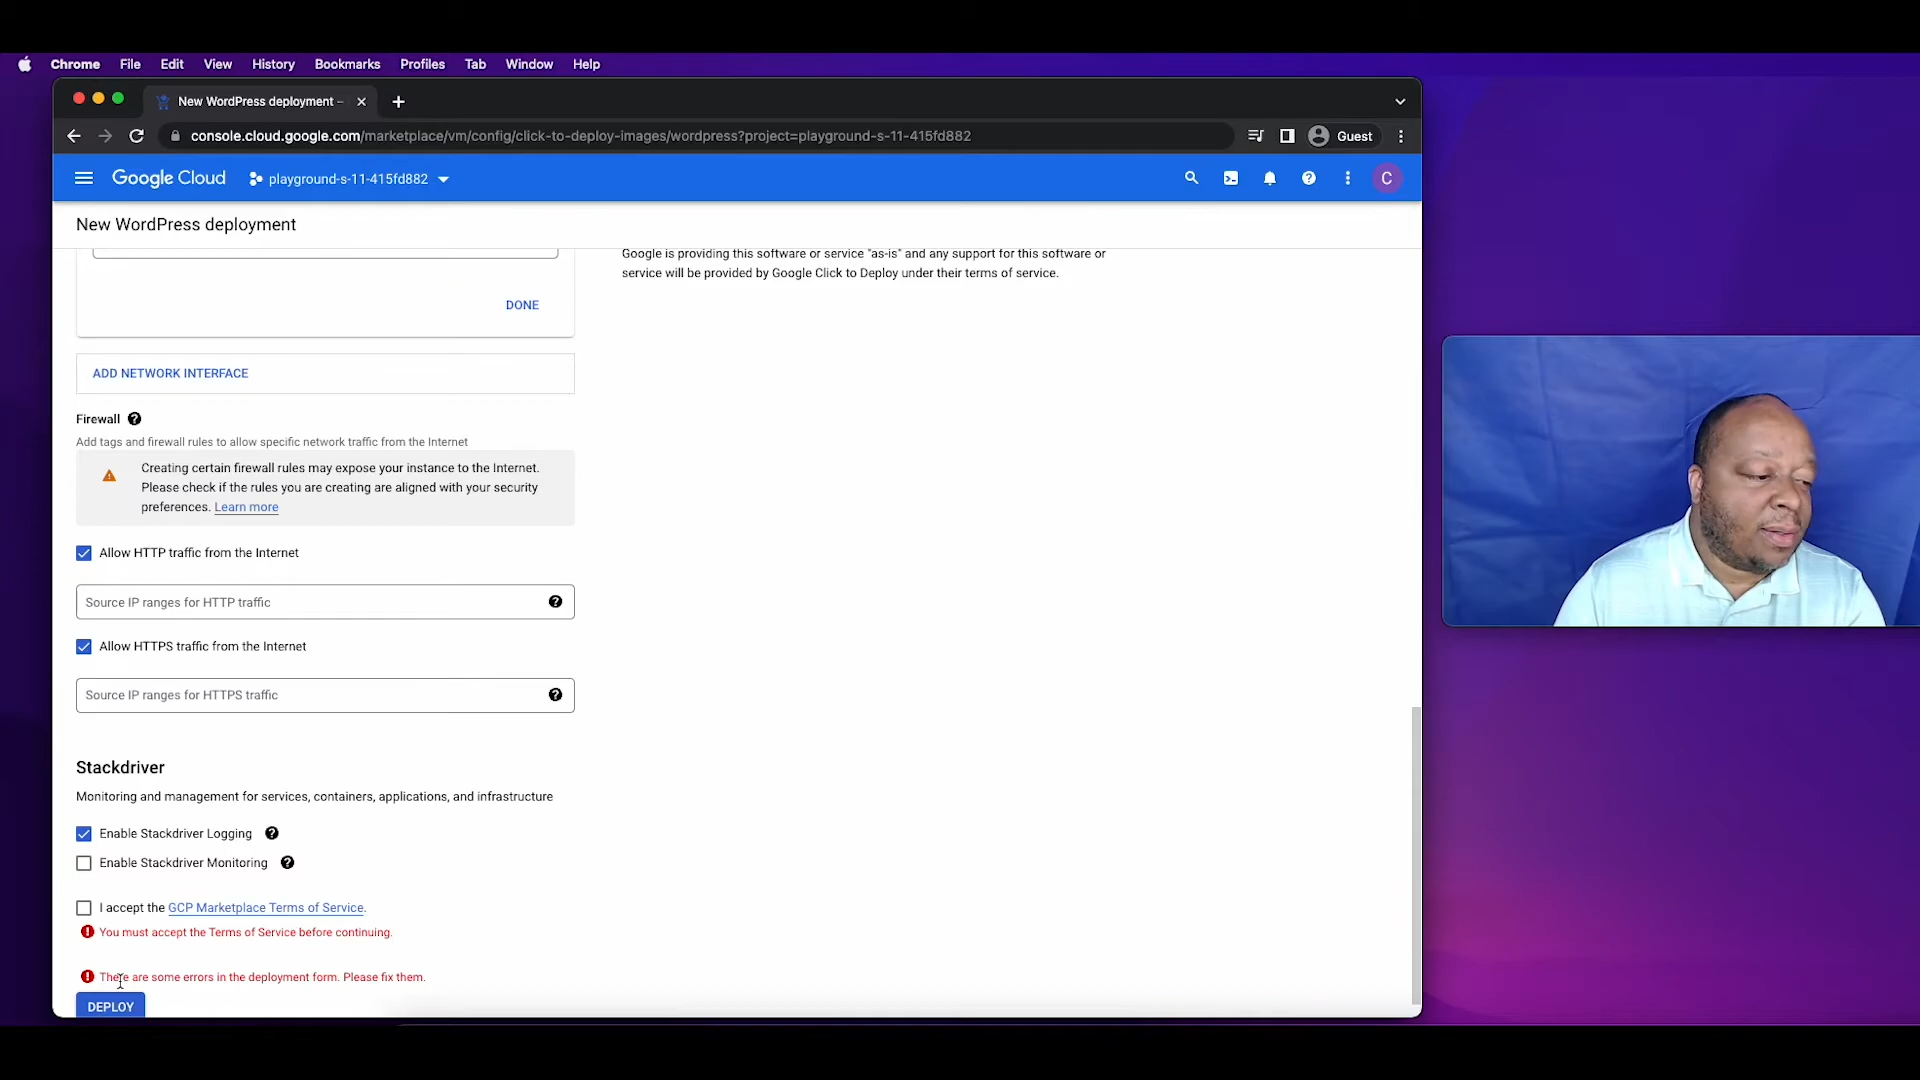 Chrome File Edit View History Bookmarks Profiles Tab Window Help
New WordPress deployment –
console.cloud.google.com/marketplace/vm/config/click-to-deploy-images/wordpress?project=playground-s-11-415fd882
Guest
Google Cloud
playground-s-11-415fd882
C
New WordPress deployment
Google is providing this software or service "as-is" and any support for this software or
service will be provided by Google Click to Deploy under their terms of service.
DONE
ADD NETWORK INTERFACE
Firewall
Add tags and firewall rules to allow specific network traffic from the Internet
Creating certain firewall rules may expose your instance to the Internet.
Please check if the rules you are creating are aligned with your security
preferences. Learn more
Allow HTTP traffic from the Internet
Source IP ranges for HTTP traffic
Allow HTTPS traffic from the Internet
Source IP ranges for HTTPS traffic
Stackdriver
Monitoring and management for services, containers, applications, and infrastructure
Enable Stackdriver Logging
Enable Stackdriver Monitoring
I accept the GCP Marketplace Terms of Service.
You must accept the Terms of Service before continuing.
There are some errors in the deployment form. Please fix them.
DEPLOY